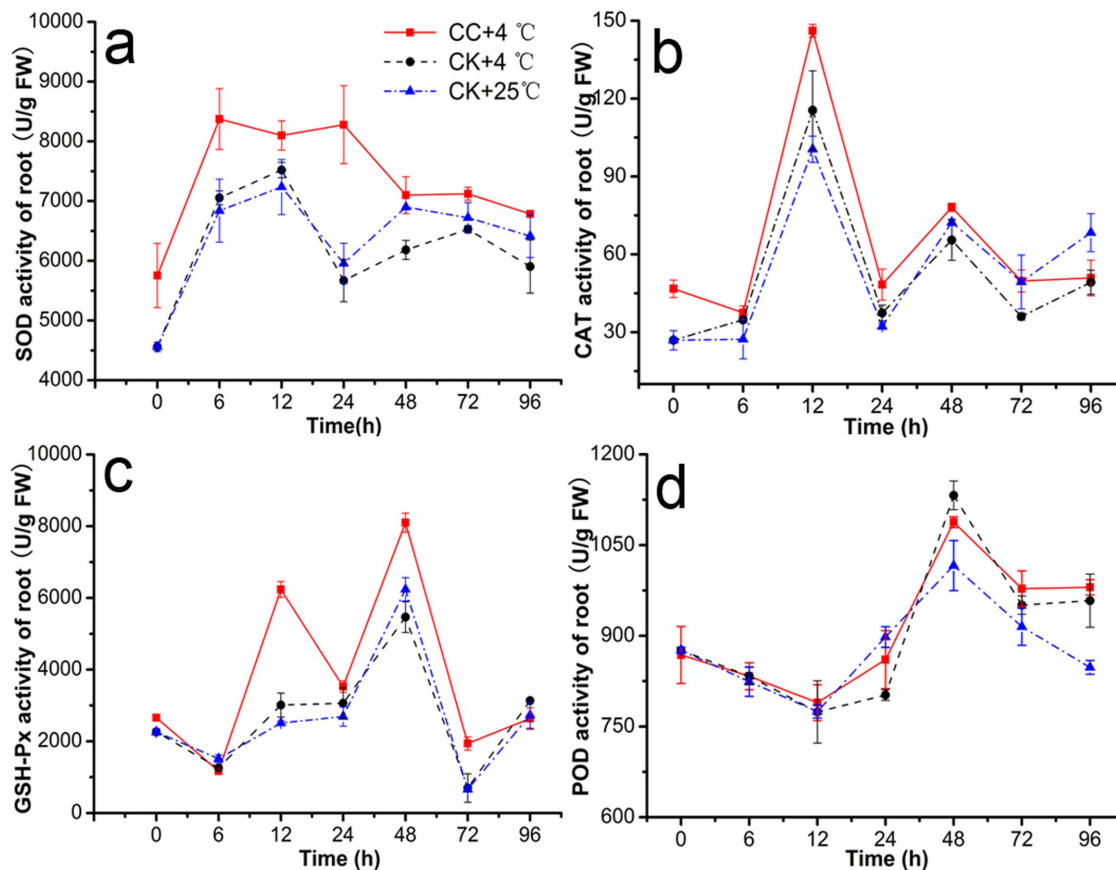 a
CC+4 ℃
CK+4 ℃
CK+25℃
SOD activity of root (U/g FW)
10000
9000
8000
7000
6000
5000
4000
0 6 12 24 48 72 96
Time(h)
b
CAT activity of root (U/g FW)
150
120
90
60
30
0 6 12 24 48 72 96
Time (h)
c
GSH-Px activity of root (U/g FW)
10000
8000
6000
4000
2000
0
0 6 12 24 48 72 96
Time (h)
d
POD activity of root (U/g FW)
1200
1050
900
750
600
0 6 12 24 48 72 96
Time (h)